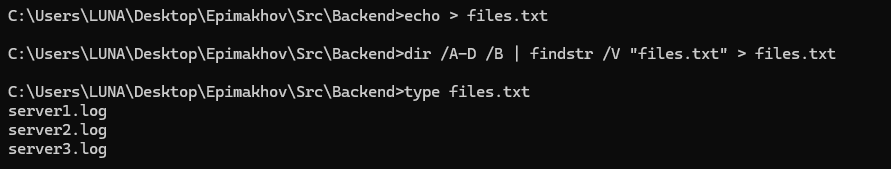 C:\Users\LUNA\Desktop\Epimakhov\Src\Backend>echo > files.txt
C:\Users\LUNA\Desktop\Epimakhov\Src\Backend>dir /A-D /B | findstr /V "files.txt" > files.txt
C:\Users\LUNA\Desktop\Epimakhov\Src\Backend>type files.txt
server1.log
server2.log
server3.log